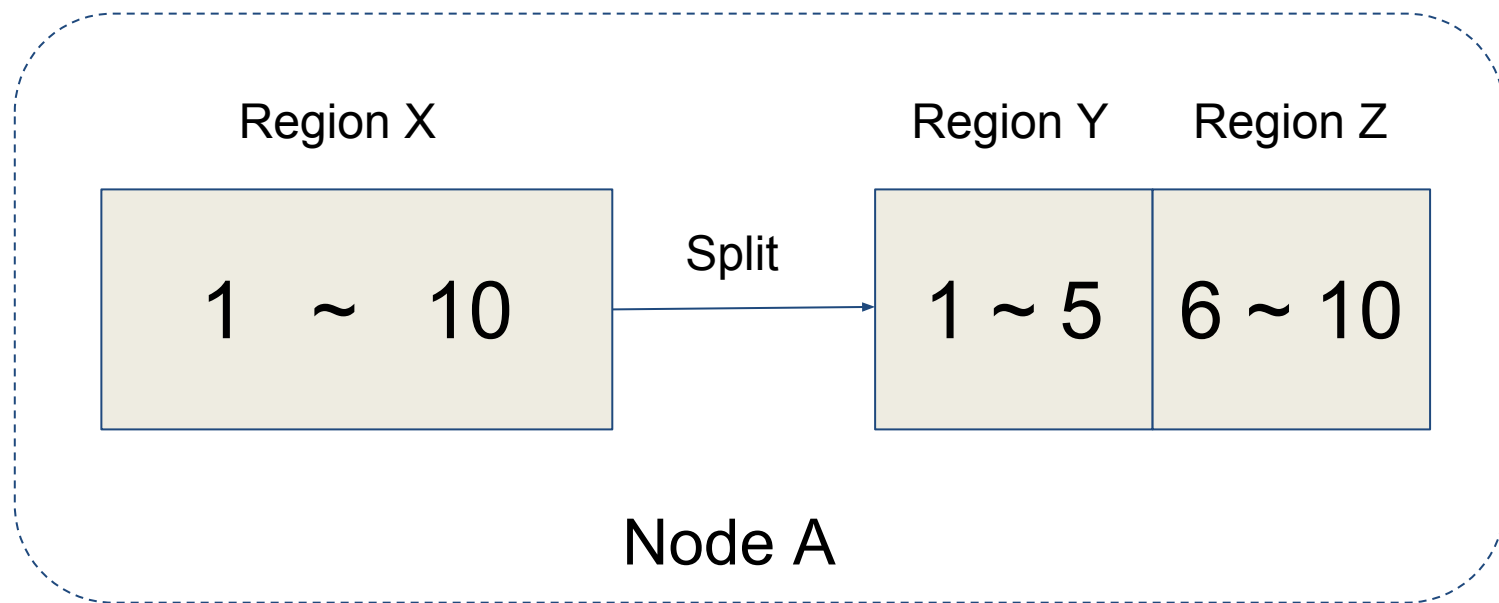 Region X
Region Y
Region Z
Split
1 ~ 10
1 ~ 5
6 ~ 10
Node A